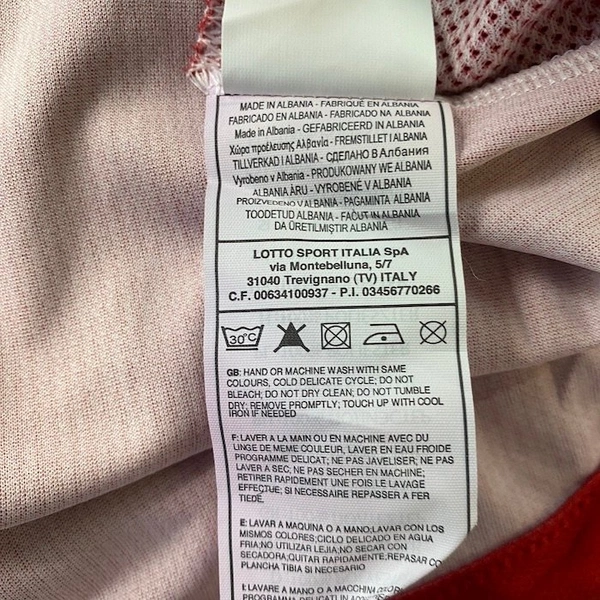 MADE IN ALBANIA - FABRIQUÉ EN ALBANIA
FABRICADO EN ALBANIA - FABRICADO NA ALBANIA
Made in Albania - GEFABRICEERD IN ALBANIA
Χώρα προέλευσης Αλβανία - FREMSTILLET I ALBANIA
TILLVERKAD I ALBANIA - СДЕЛАНО В Албания
Vyrobeno v Albania - PRODUKOWANY WE ALBANIA
ALBANIA ÁRU - VYROBENÉ V ALBANIA
PROIZVEDENO V ALBANIA - PAGAMINTA ALBANIA
TOODETUD ALBANIA - FACUT IN ALBANIA
DA ÜRETILMIŞTIR ALBANIA
LOTTO SPORT ITALIA SpA
via Montebelluna, 5/7
31040 Trevignano (TV) ITALY
C.F. 00634100937 - P.I. 03456770266
30°C
GB: HAND OR MACHINE WASH WITH SAME
COLOURS, COLD DELICATE CYCLE; DO NOT
BLEACH; DO NOT DRY CLEAN; DO NOT TUMBLE
DRY; REMOVE PROMPTLY; TOUCH UP WITH COOL
IRON IF NEEDED
F: LAVER A LA MAIN OU EN MACHINE AVEC DU
LINGE DE MEME COULEUR, LAVER EN EAU FROIDE
PROGRAMME DELICAT; NE PAS JAVELISER; NE PAS
LAVER A SEC; NE PAS SECHER EN MACHINE;
RETIRER RAPIDEMENT UNE FOIS LE LAVAGE
EFFECTUE; SI NECESSAIRE REPASSER A FER
TIEDE.
E: LAVAR A MAQUINA O A MANO;LAVAR CON LOS
MISMOS COLORES;CICLO DELICADO EN AGUA
FRIA;NO UTILIZAR LEJIA;NO SECAR CON
SECADORA;QUITAR RAPIDAMENTE;REPASAR CO
PLANCHA TIBIA SI NECESARIO
I: LAVARE A MANO O A MACCHINA
PROGRAMMA DELICATI IN